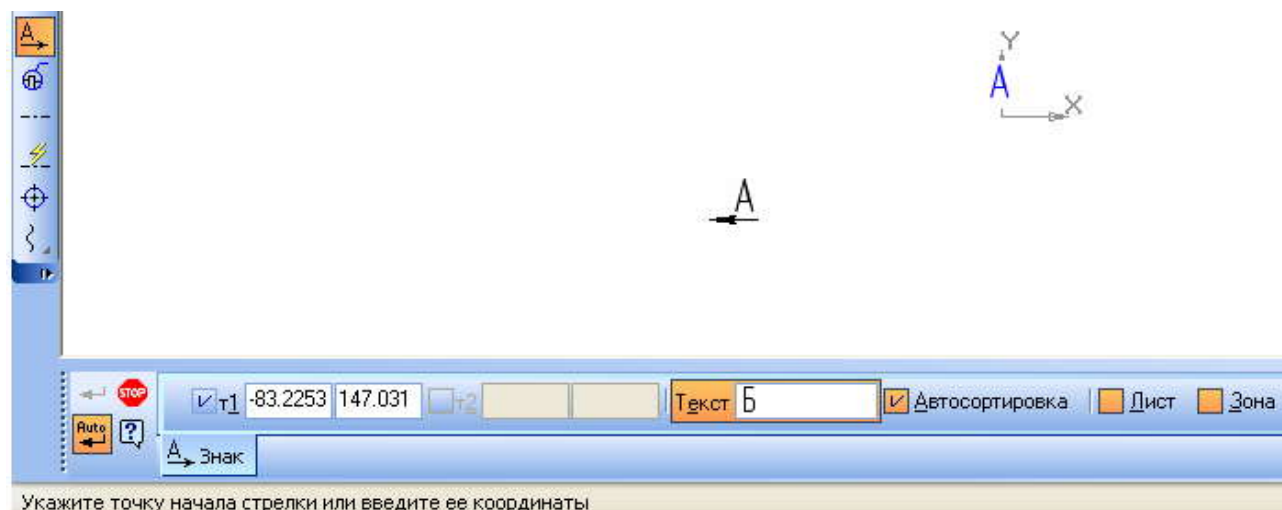 A
Y
A
X
A
STOP
т1 -83.2253 147.031 т2 Текст Б Автосортировка Лист Зона
Auto
A Знак
Укажите точку начала стрелки или введите ее координаты